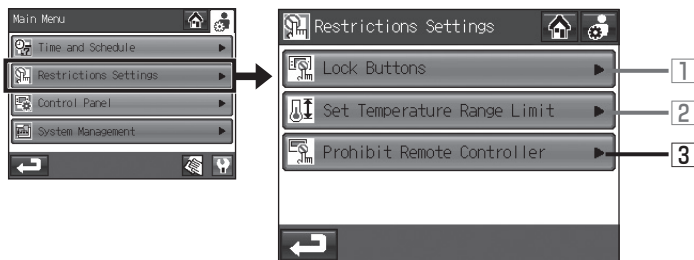 Main Menu
Time and Schedule
Restrictions Settings
Control Panel
System Management
Restrictions Settings
Lock Buttons
1
Set Temperature Range Limit
2
Prohibit Remote Controller
3